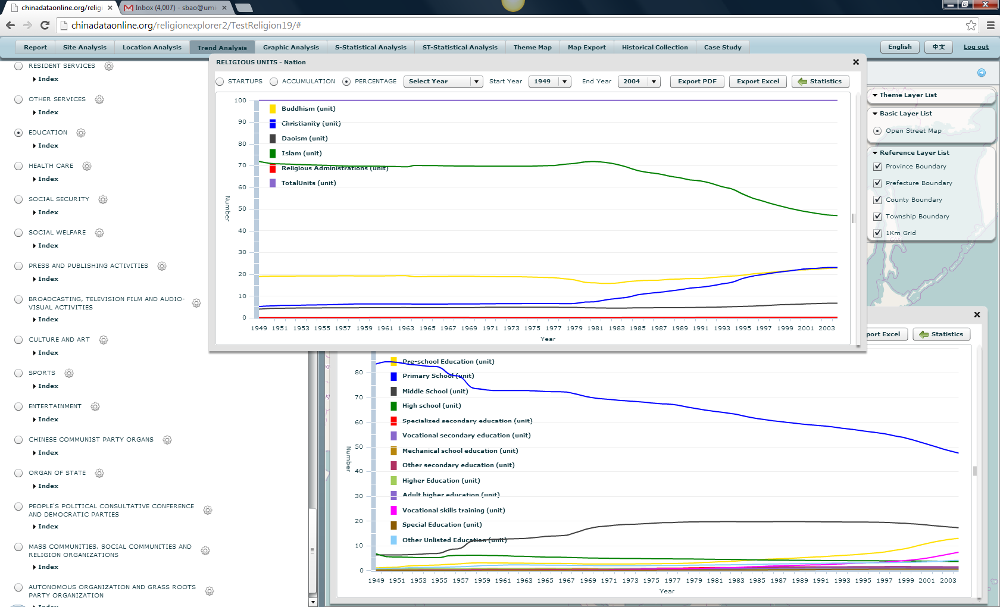 chinadataonline.org/religi
Inbox (4,007) - sbao@umi
chinadataonline.org/religionexplorer2/TestReligion19/#
Report Site Analysis Location Analysis Trend Analysis Graphic Analysis S-Statistical Analysis ST-Statistical Analysis Theme Map Map Export Historical Collection Case Study English 中文 Log out
RESIDENT SERVICES
Index
OTHER SERVICES
Index
EDUCATION
Index
HEALTH CARE
Index
SOCIAL SECURITY
Index
SOCIAL WELFARE
Index
PRESS AND PUBLISHING ACTIVITIES
Index
BROADCASTING, TELEVISION FILM AND AUDIO-
VISUAL ACTIVITIES
Index
CULTURE AND ART
Index
SPORTS
Index
ENTERTAINMENT
Index
CHINESE COMMUNIST PARTY ORGANS
Index
ORGAN OF STATE
Index
PEOPLE'S POLITICAL CONSULTATIVE CONFERENCE
AND DEMOCRATIC PARTIES
Index
MASS COMMUNITIES, SOCIAL COMMUNITIES AND
RELIGION ORGANIZATIONS
Index
AUTONOMOUS ORGANIZATION AND GRASS ROOTS
PARTY ORGANIZATION
Index
RELIGIOUS UNITS - Nation
STARTUPS ACCUMULATION PERCENTAGE Select Year Start Year 1949 End Year 2004 Export PDF Export Excel Statistics
100
90
80
70
60
50
40
30
20
10
0
Number
Buddhism (unit)
Christianity (unit)
Daoism (unit)
Islam (unit)
Religious Administrations (unit)
TotalUnits (unit)
1949 1951 1953 1955 1957 1959 1961 1963 1965 1967 1969 1971 1973 1975 1977 1979 1981 1983 1985 1987 1989 1991 1993 1995 1997 1999 2001 2003
Year
Theme Layer List
Basic Layer List
Open Street Map
Reference Layer List
Province Boundary
Prefecture Boundary
County Boundary
Township Boundary
1Km Grid
port Excel Statistics
80
70
60
50
40
30
20
10
0
Number
Pre-school Education (unit)
Primary School (unit)
Middle School (unit)
High school (unit)
Specialized secondary education (unit)
Vocational secondary education (unit)
Mechanical school education (unit)
Other secondary education (unit)
Higher Education (unit)
Adult higher education (unit)
Vocational skills training (unit)
Special Education (unit)
Other Unlisted Education (unit)
1949 1951 1953 1955 1957 1959 1961 1963 1965 1967 1969 1971 1973 1975 1977 1979 1981 1983 1985 1987 1989 1991 1993 1995 1997 1999 2001 2003
Year